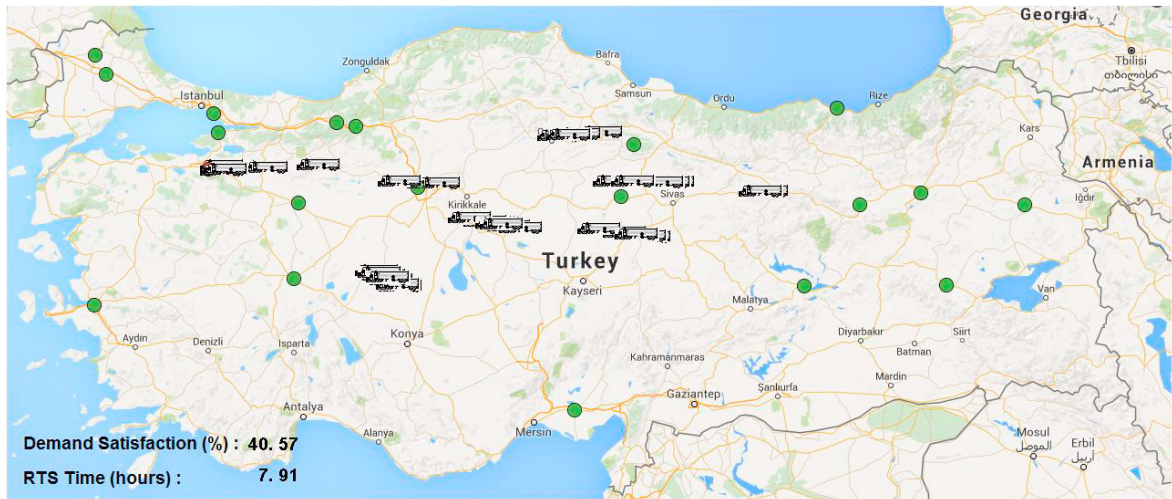 Georgia
Bafra
Tbilisi
თბილისი
Zonguldak
Samsun
Istanbul
Ordu
Rize
Kars
Armenia
Iğdır
Sivas
Kirikkale
Turkey
Kayseri
Van
Malatya
Konya
Aydın
Denizli
Isparta
Diyarbakır
Siirt
Batman
Kahramanmaras
Mardin
Gaziantep
Şanlıurfa
Antalya
Alanya
Mersin
Mosul
الموصل
Erbil
أربيل
Demand Satisfaction (%) : 40. 57
RTS Time (hours) : 7. 91